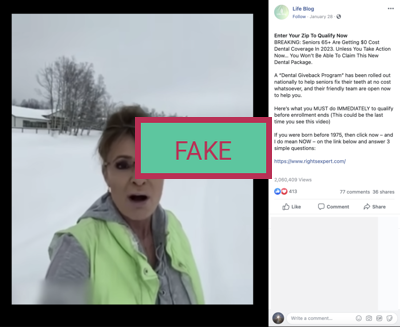 Life Blog
Follow · January 28 ·
FAKE
Enter Your Zip To Qualify Now
BREAKING: Seniors 65+ Are Getting $0 Cost
Dental Coverage In 2023. Unless You Take Action
Now... You Won't Be Able To Claim This New
Dental Package.
A "Dental Giveback Program" has been rolled out
nationally to help seniors fix their teeth at no cost
whatsoever, and their friendly team are open now
to help you.
Here's what you MUST do IMMEDIATELY to qualify
before enrollment ends (This could be the last
time you see this video)
If you were born before 1975, then click now – and
I do mean NOW – on the link below and answer 3
simple questions:
https://www.rightsexpert.com/
2,085,429 Views
413
77 comments 38 shares
Like Comment Share
Write a comment...